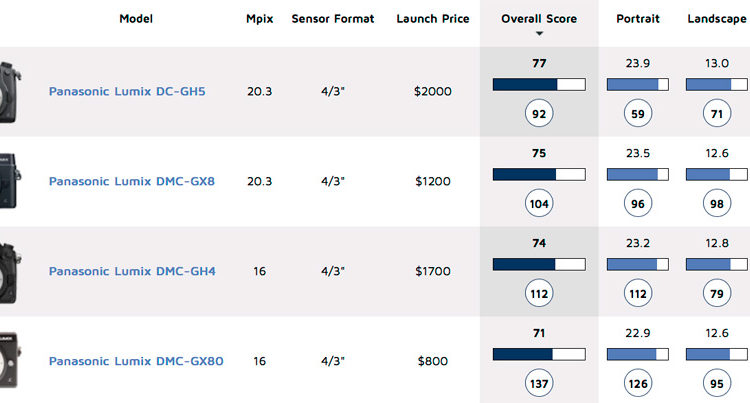 Model Mpix Sensor Format Launch Price Overall Score Portrait Landscape
77 23.9 13.0
Panasonic Lumix DC-GH5 20.3 4/3" $2000
92 59 71
75 23.5 12.6
Panasonic Lumix DMC-GX8 20.3 4/3" $1200
104 96 98
74 23.2 12.8
Panasonic Lumix DMC-GH4 16 4/3" $1700
112 112 79
71 22.9 12.6
Panasonic Lumix DMC-GX80 16 4/3" $800
137 126 95